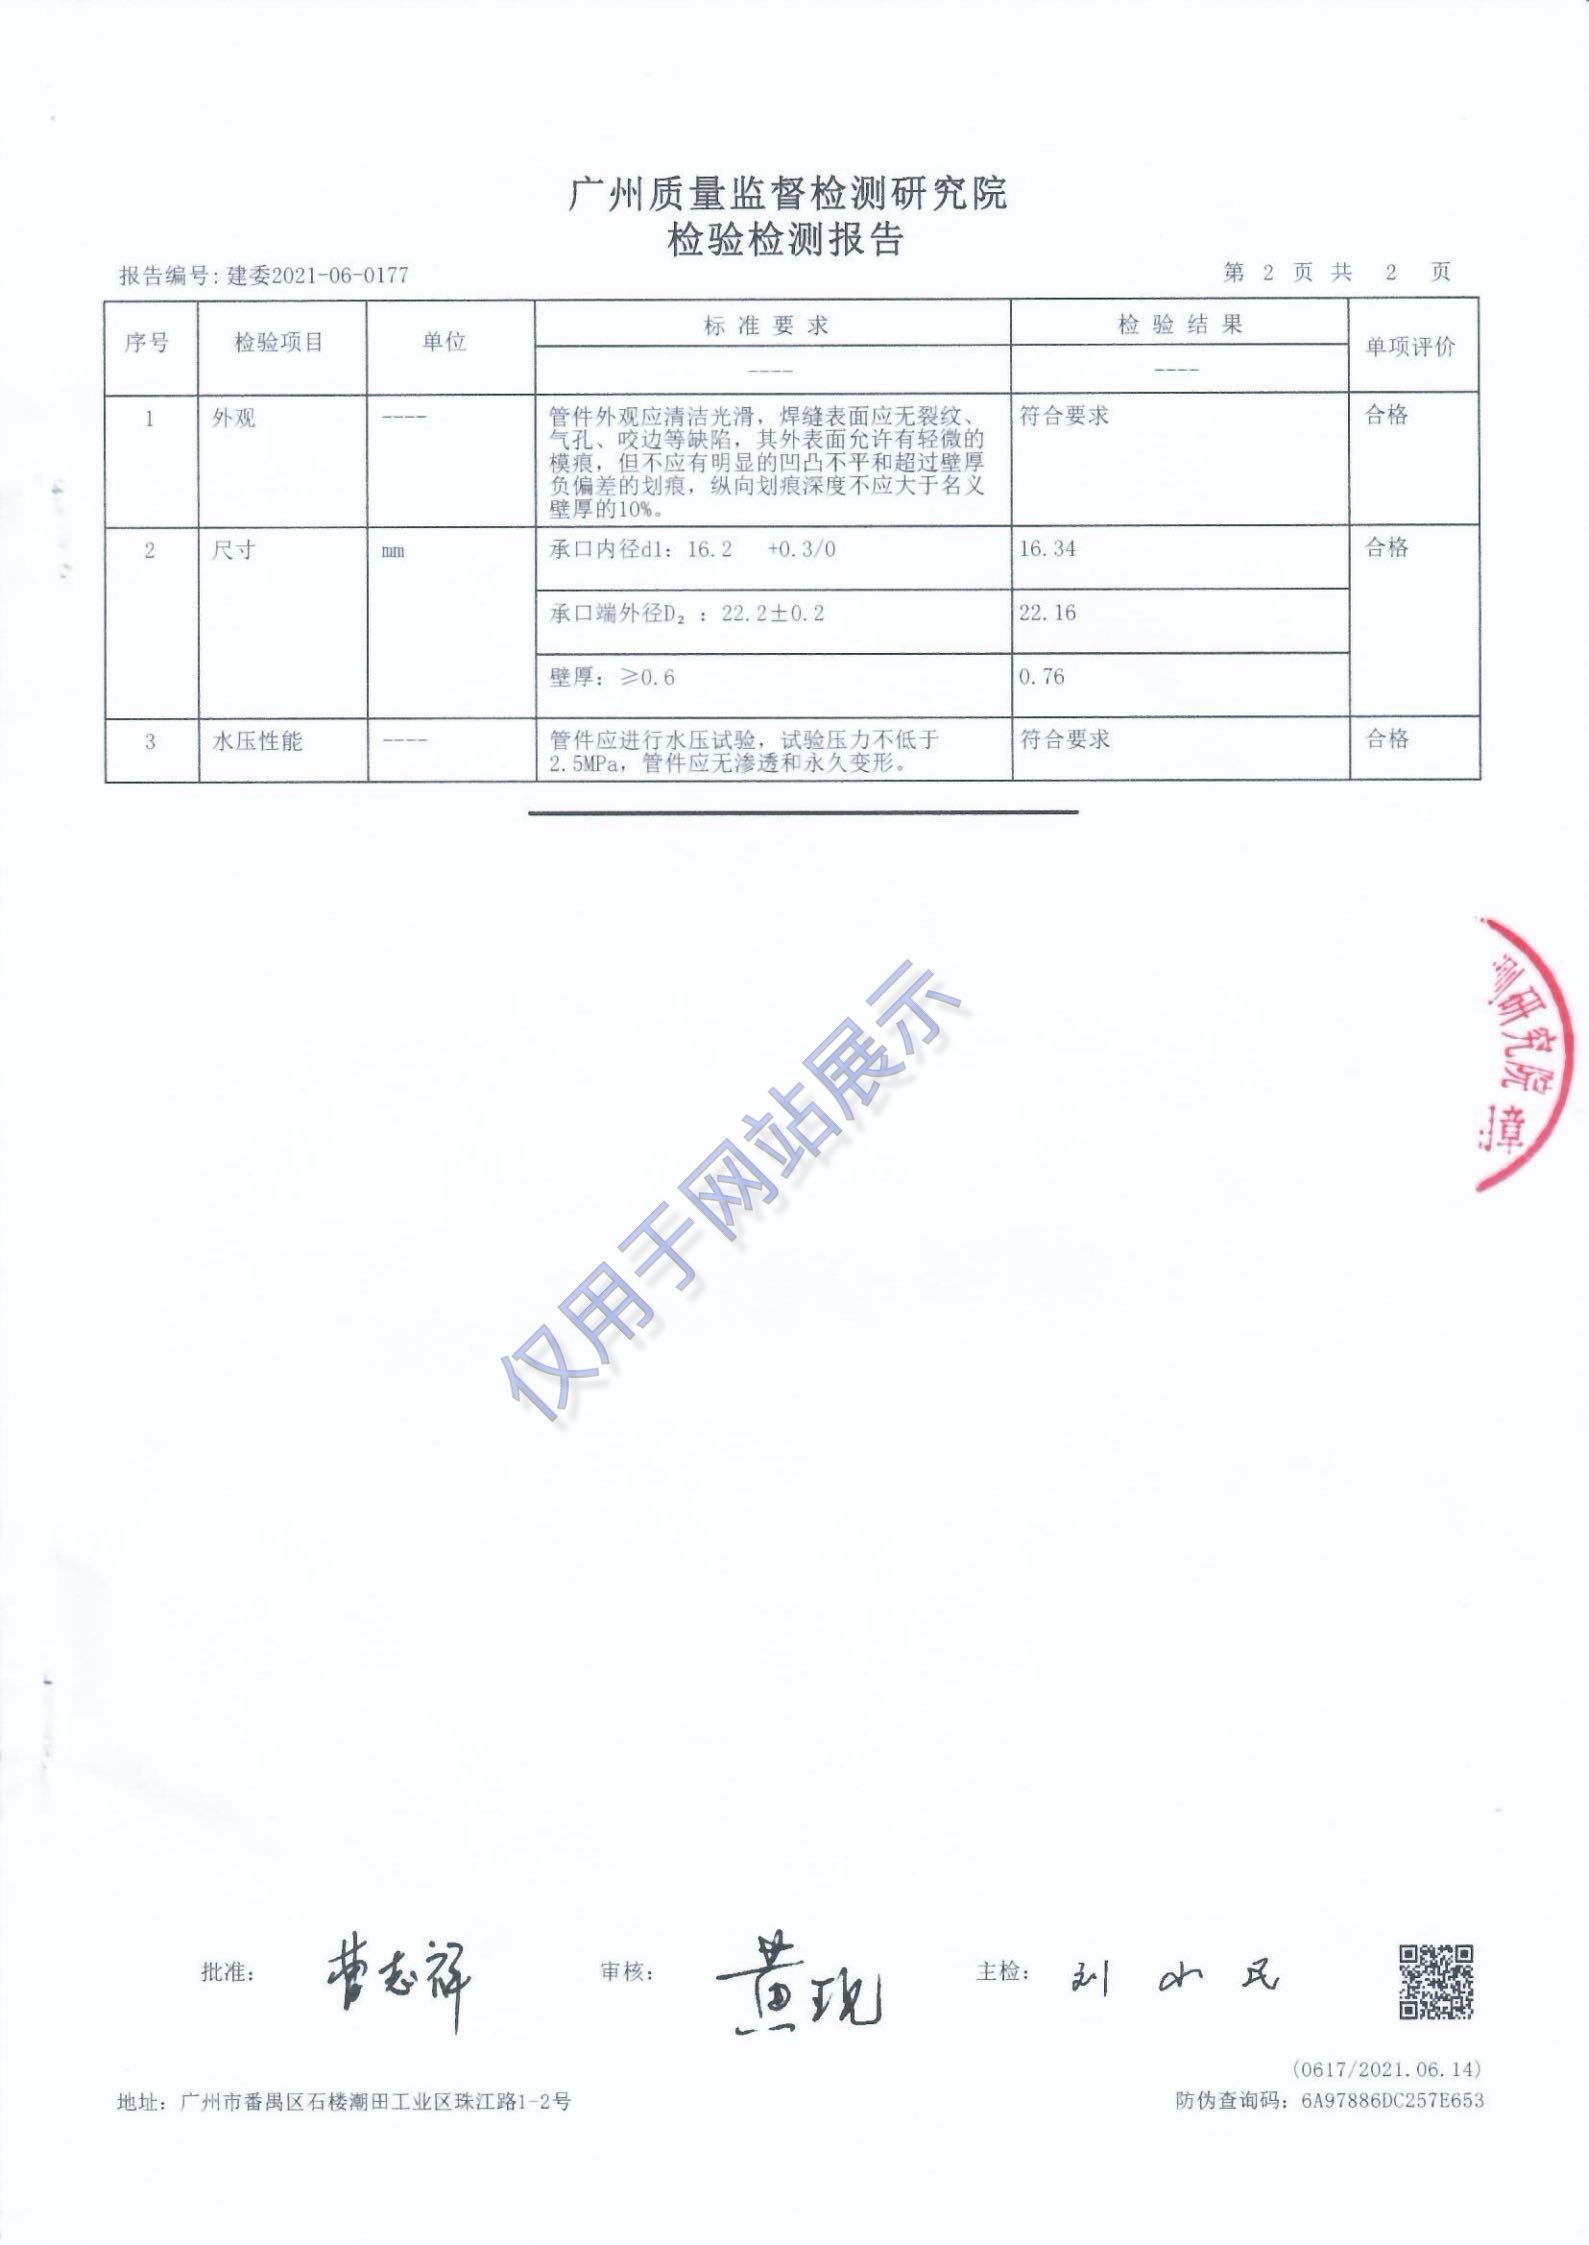 广州质量监督检测研究院
检验检测报告
报告编号：建委2021-06-0177
第 2 页 共 2 页
序号 检验项目 单位 标准要求 检验结果 单项评价
---- ----
1 外观 ---- 管件外观应清洁光滑，焊缝表面应无裂纹、 符合要求 合格
气孔、咬边等缺陷，其外表面允许有轻微的
模痕，但不应有明显的凹凸不平和超过壁厚
负偏差的划痕，纵向划痕深度不应大于名义
壁厚的10%。
2 尺寸 mm 承口内径d1：16.2 +0.3/0 16.34 合格
承口端外径D₂ ：22.2±0.2 22.16
壁厚：≥0.6 0.76
3 水压性能 ---- 管件应进行水压试验，试验压力不低于 符合要求 合格
2.5MPa，管件应无渗透和永久变形。
测研究院
章
仅用于网站展示
批准： 曹志祥 审核： 黄现 主检： 刘小民
(0617/2021.06.14)
地址：广州市番禺区石楼潮田工业区珠江路1-2号
防伪查询码：6A97886DC257E653